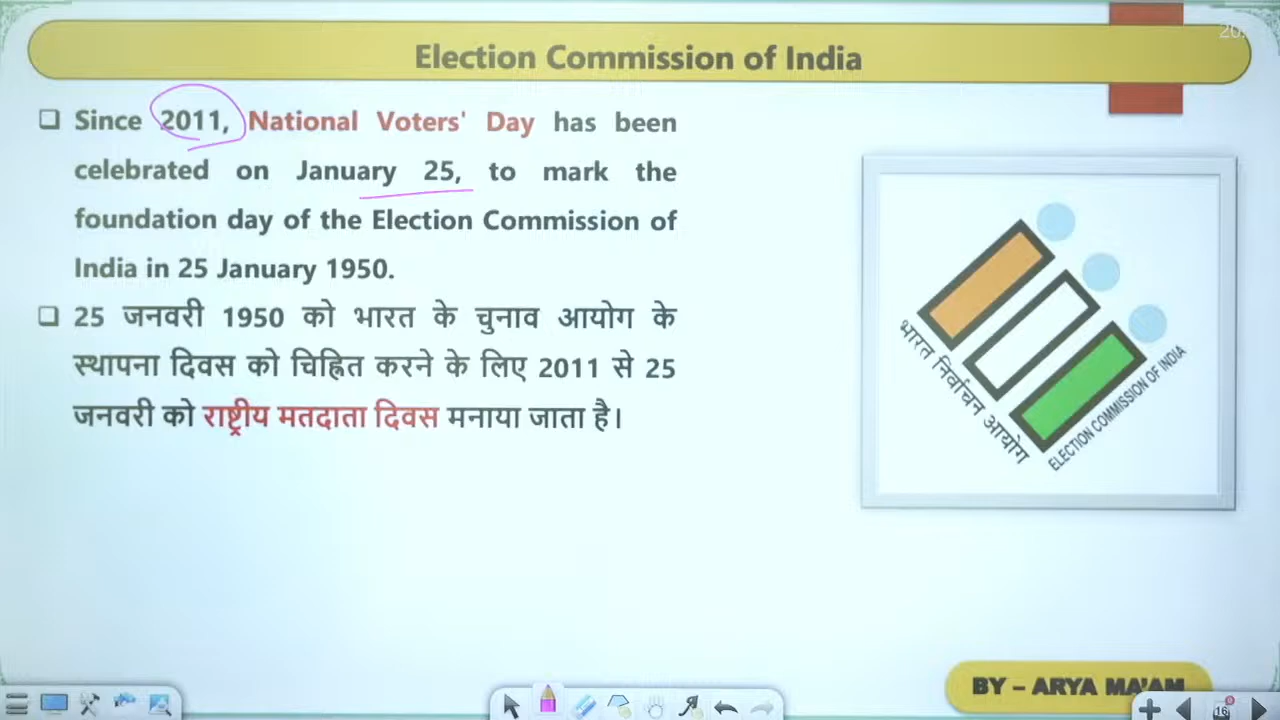 Election Commission of India
Since 2011, National Voters' Day has been
celebrated on January 25, to mark the
foundation day of the Election Commission of
India in 25 January 1950.
25 जनवरी 1950 को भारत के चुनाव आयोग के
स्थापना दिवस को चिह्नित करने के लिए 2011 से 25
जनवरी को राष्ट्रीय मतदाता दिवस मनाया जाता है।
भारत निर्वाचन आयोग
ELECTION COMMISSION OF INDIA
BY – ARYA MA'AM
16